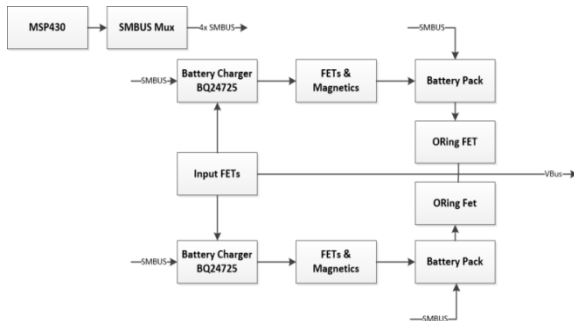 MSP430
SMBUS Mux
4x SMBUS
SMBUS
SMBUS
Battery Charger
BQ24725
FETs &
Magnetics
Battery Pack
ORing FET
Input FETs
VBus
ORing Fet
SMBUS
Battery Charger
BQ24725
FETs &
Magnetics
Battery Pack
SMBUS